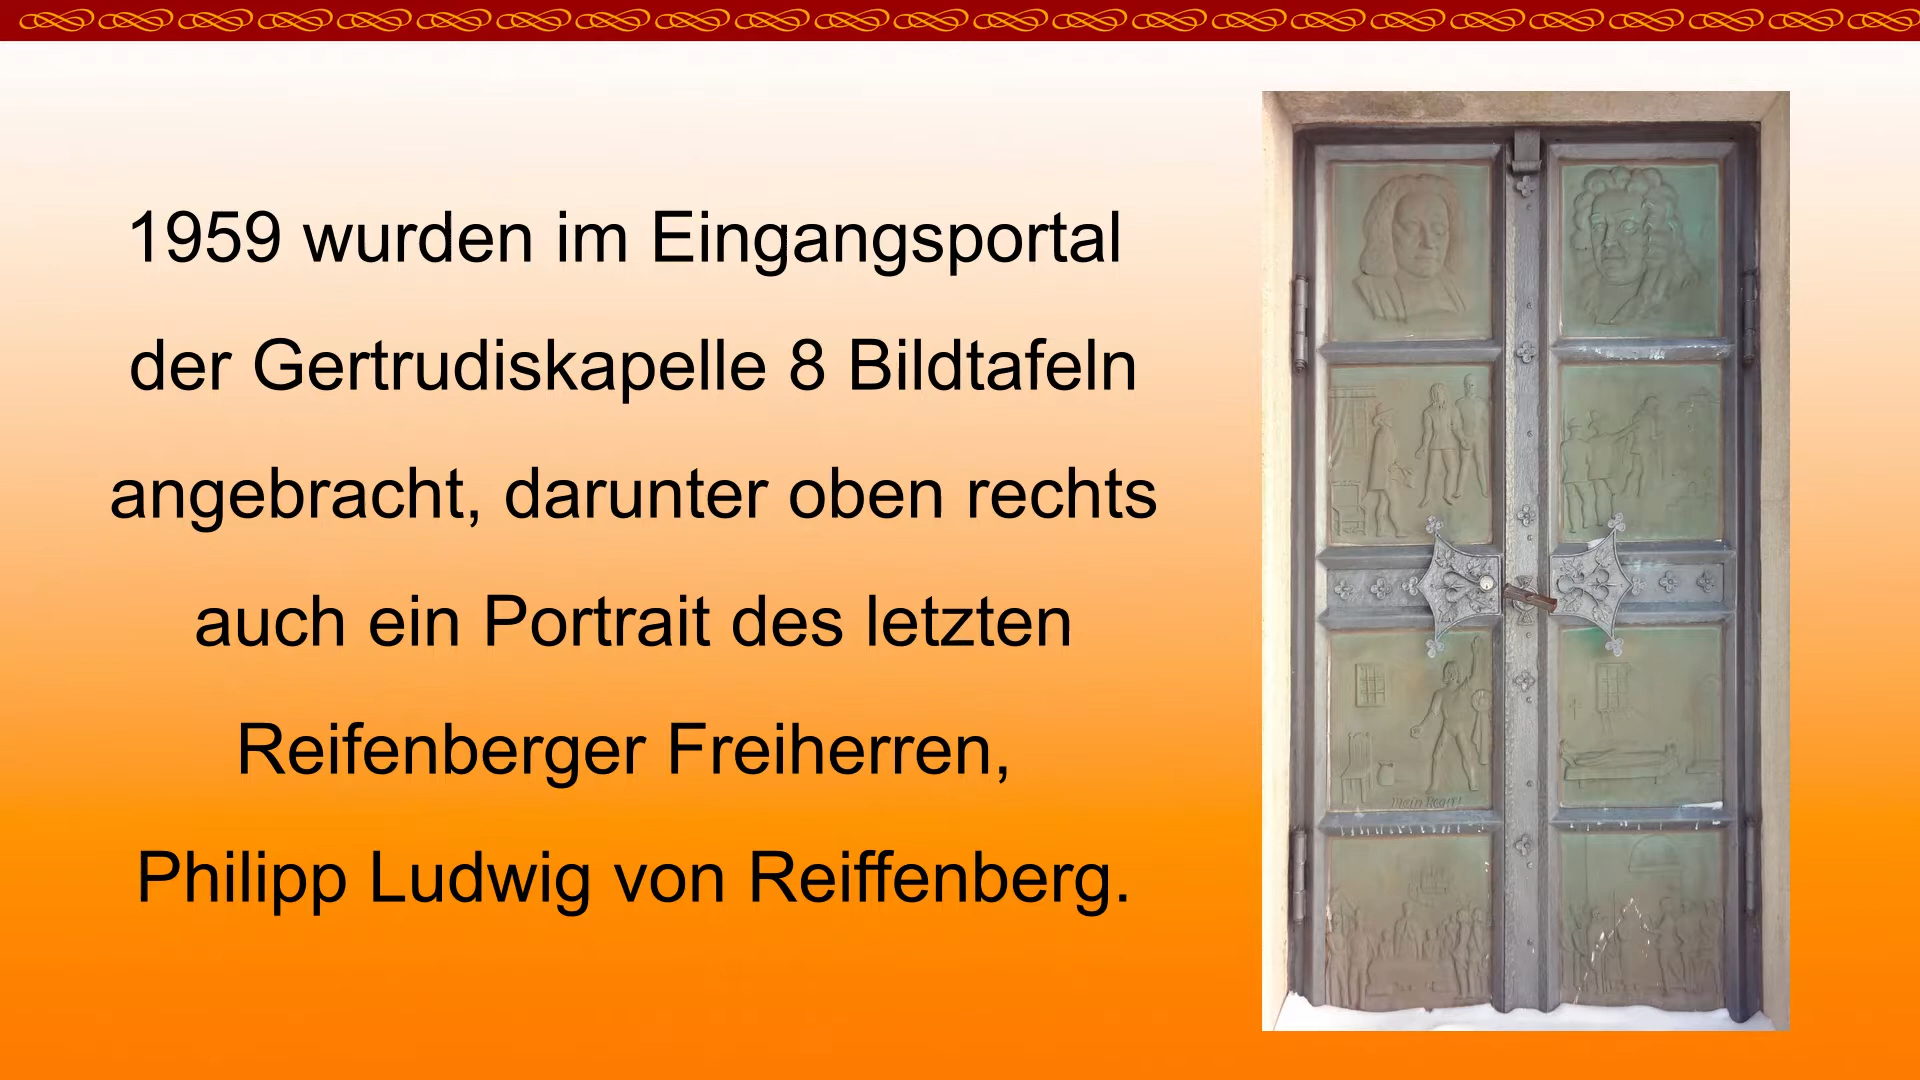 1959 wurden im Eingangsportal
der Gertrudiskapelle 8 Bildtafeln
angebracht, darunter oben rechts
auch ein Portrait des letzten
Reifenberger Freiherren,
Philipp Ludwig von Reiffenberg.